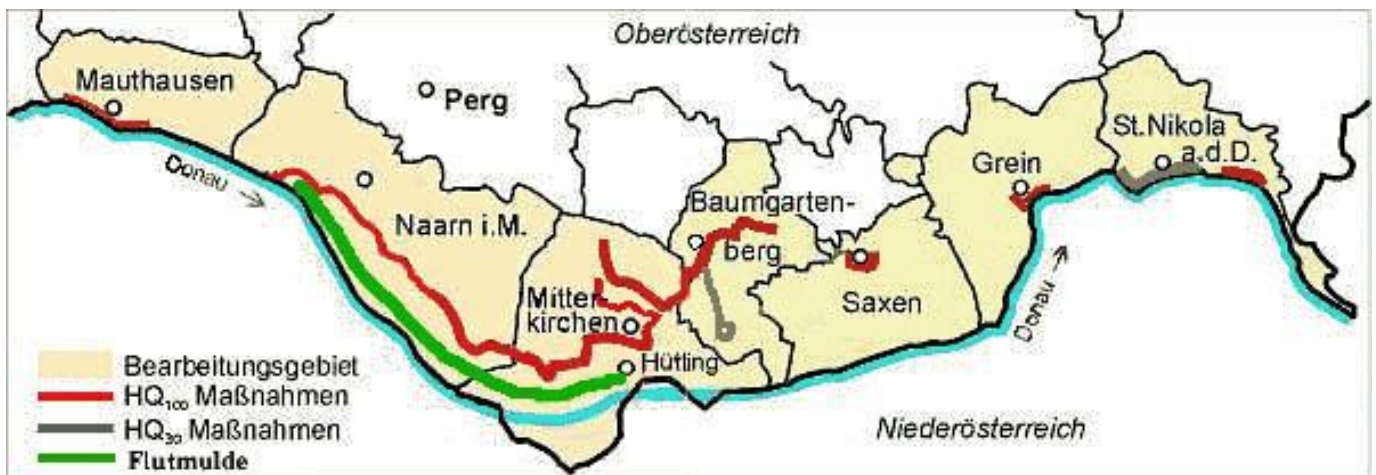 Oberösterreich
Mauthausen
Perg
St.Nikola
a.d.D.
Grein
Donau →
Naarn i.M.
Baumgarten-
berg
Saxen
Donau →
Mitter-
kirchen
Hütting
Niederösterreich
Bearbeitungsgebiet
HQ₁₀₀ Maßnahmen
HQ₃₀ Maßnahmen
Flutmulde